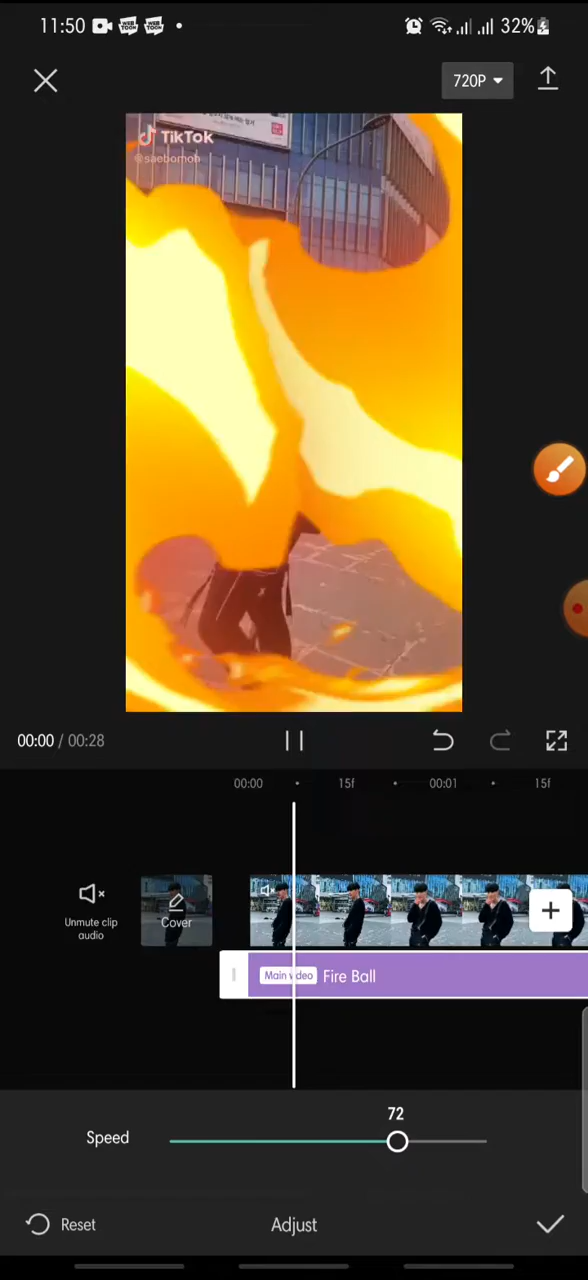 11:50
32%
720P
TikTok
@saebomoh
00:00 / 00:28
00:00
15f
00:01
15f
Unmute clip
audio
Cover
Main video
Fire Ball
72
Speed
Reset
Adjust